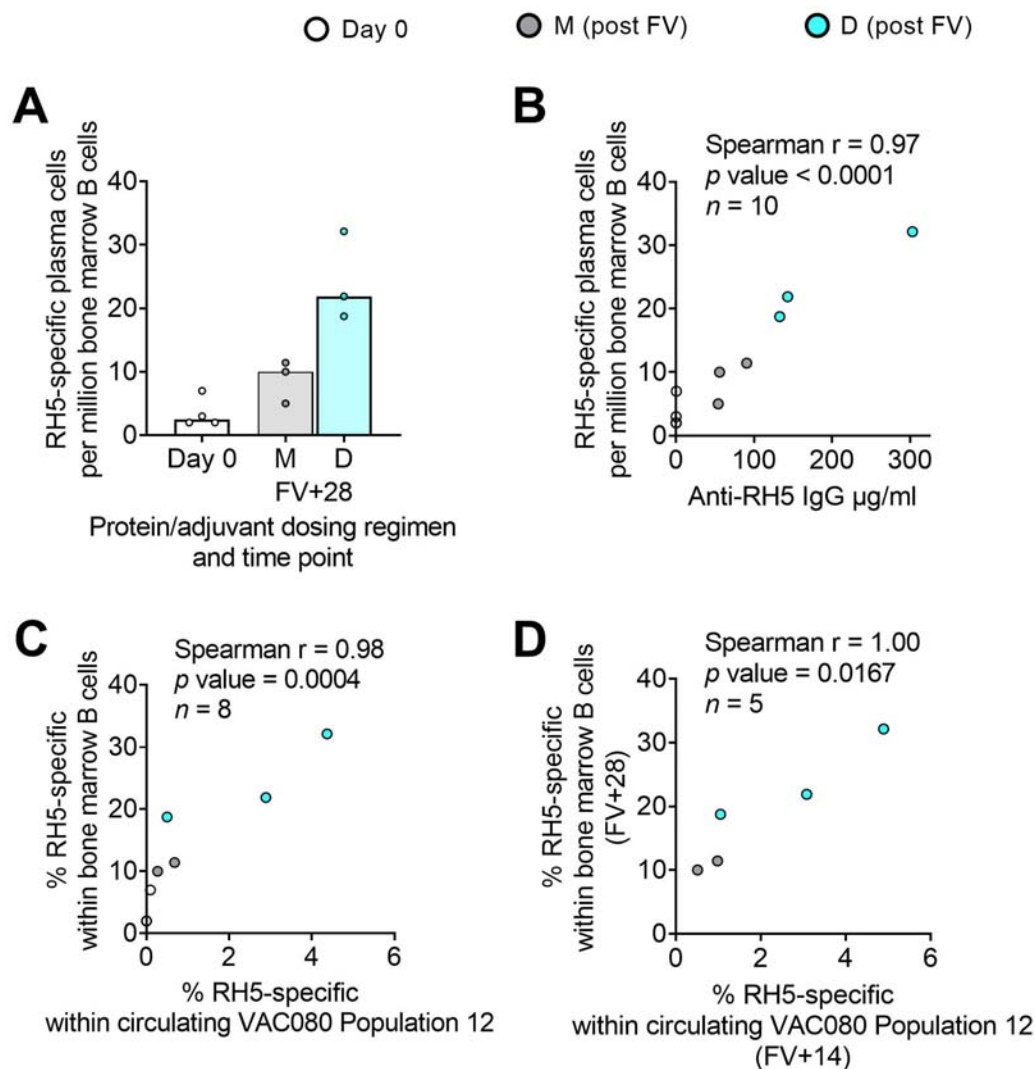 Day 0
M (post FV)
D (post FV)
A
RH5-specific plasma cells
per million bone marrow B cells
40
30
20
10
0
Day 0
M
D
FV+28
Protein/adjuvant dosing regimen
and time point
B
RH5-specific plasma cells
per million bone marrow B cells
Spearman r = 0.97
p value < 0.0001
n = 10
40
30
20
10
0
0
100
200
300
Anti-RH5 IgG µg/ml
C
% RH5-specific
within bone marrow B cells
Spearman r = 0.98
p value = 0.0004
n = 8
40
30
20
10
0
0
2
4
6
% RH5-specific
within circulating VAC080 Population 12
D
% RH5-specific
within bone marrow B cells
(FV+28)
Spearman r = 1.00
p value = 0.0167
n = 5
40
30
20
10
0
0
2
4
6
% RH5-specific
within circulating VAC080 Population 12
(FV+14)